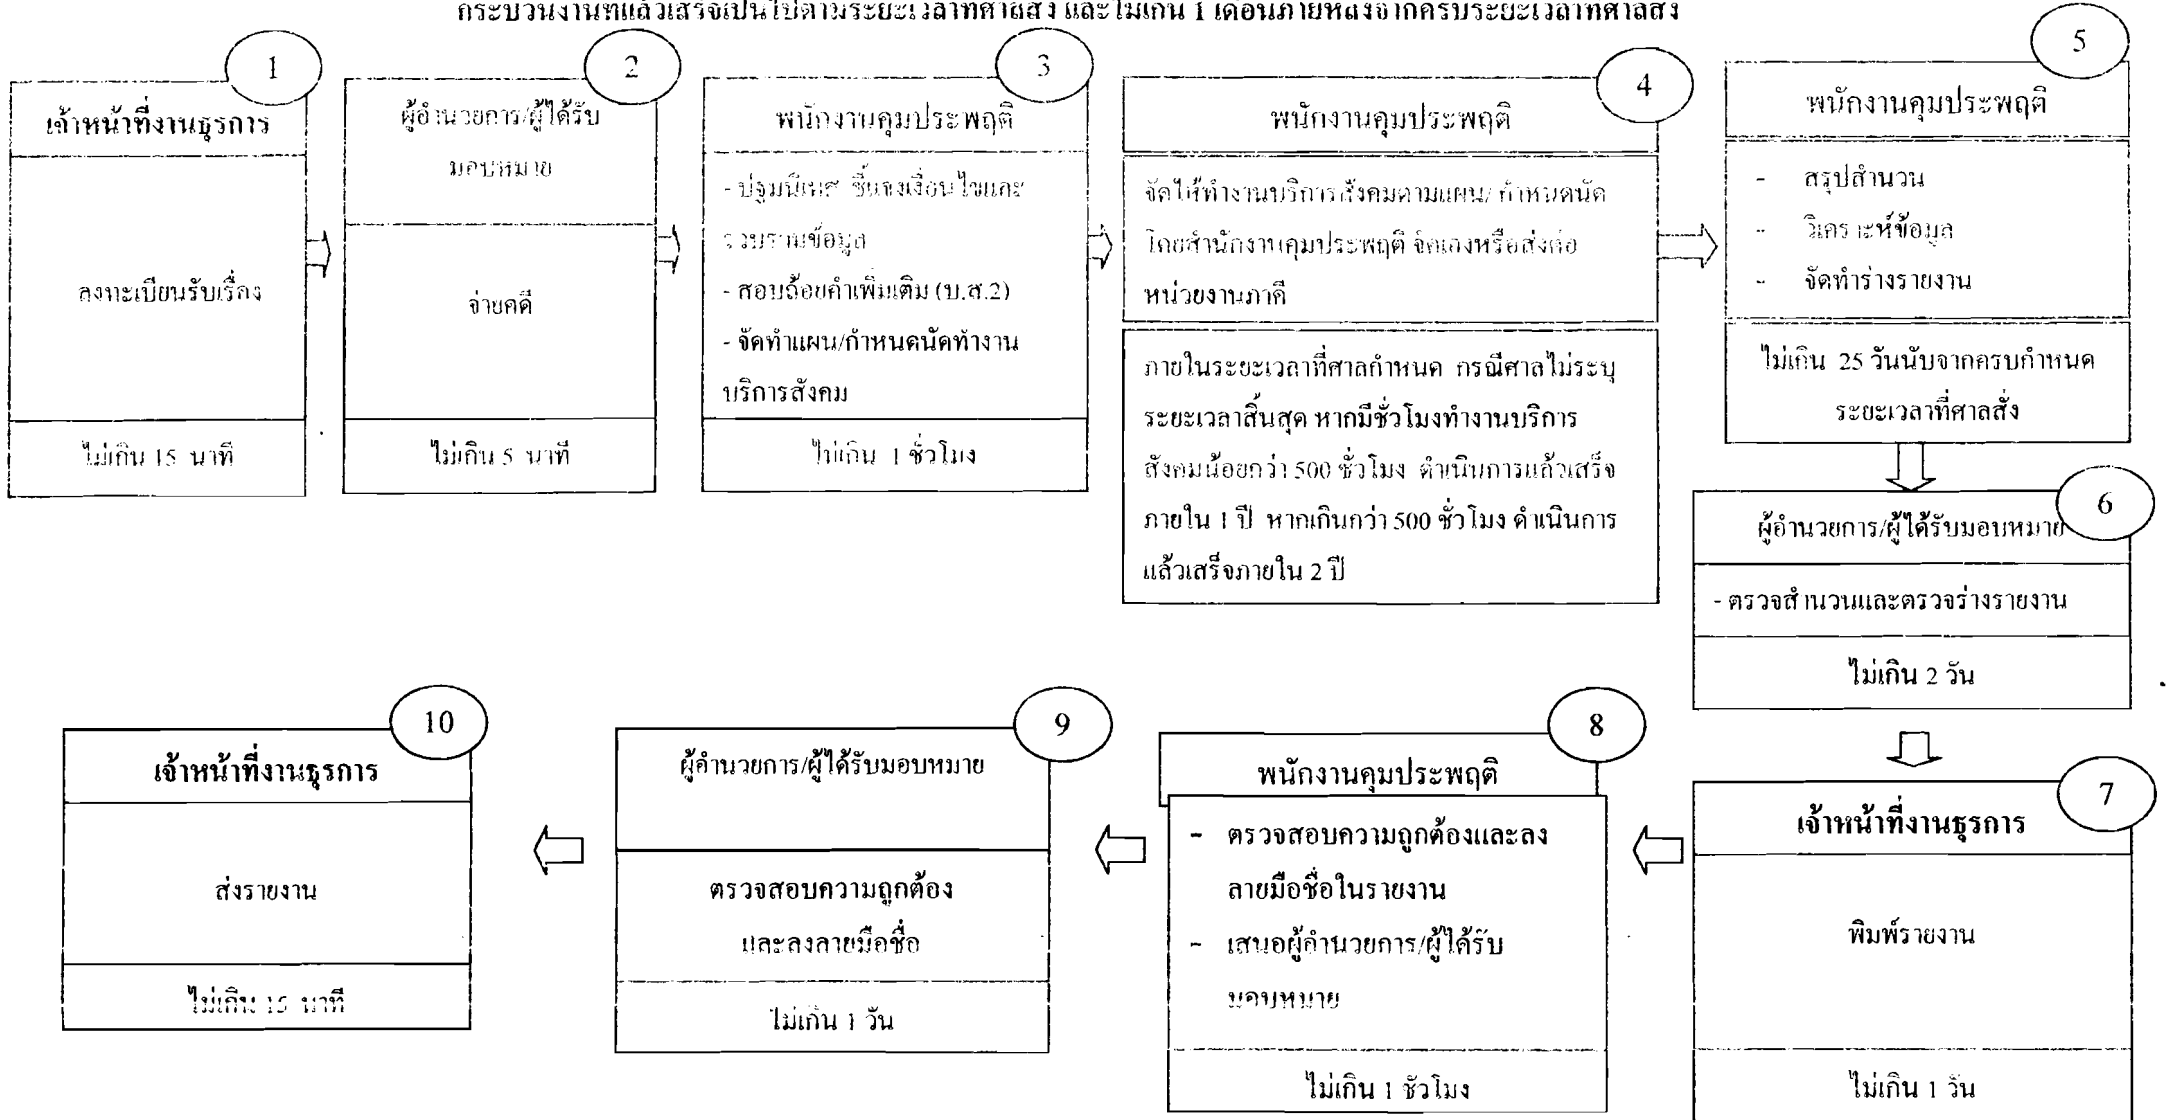 กระบวนงานที่แล้วเสร็จเป็นไปตามระยะเวลาที่ศาลสั่ง และไม่เกิน 1 เดือนภายหลังจากครบระยะเวลาที่ศาลสั่ง
1
เจ้าหน้าที่งานธุรการ
ลงทะเบียนรับเรื่อง
ไม่เกิน 15 นาที
2
ผู้อำนวยการ/ผู้ได้รับ
มอบหมาย
จ่ายคดี
ไม่เกิน 5 นาที
3
พนักงานคุมประพฤติ
- ปฐมนิเทศ ชี้แจงเงื่อนไขและ
รวบรวมข้อมูล
- สอบถ้อยคำเพิ่มเติม (บ.ส.2)
- จัดทำแผน/กำหนดนัดทำงาน
บริการสังคม
ไม่เกิน 1 ชั่วโมง
4
พนักงานคุมประพฤติ
จัดให้ทำงานบริการสังคมตามแผน/ กำหนดนัด
โดยสำนักงานคุมประพฤติ จัดเองหรือส่งต่อ
หน่วยงานภาคี
ภายในระยะเวลาที่ศาลกำหนด กรณีศาลไม่ระบุ
ระยะเวลาสิ้นสุด หากมีชั่วโมงทำงานบริการ
สังคมน้อยกว่า 500 ชั่วโมง ดำเนินการแล้วเสร็จ
ภายใน 1 ปี หากเกินกว่า 500 ชั่วโมง ดำเนินการ
แล้วเสร็จภายใน 2 ปี
5
พนักงานคุมประพฤติ
- สรุปสำนวน
- วิเคราะห์ข้อมูล
- จัดทำร่างรายงาน
ไม่เกิน 25 วันนับจากครบกำหนด
ระยะเวลาที่ศาลสั่ง
6
ผู้อำนวยการ/ผู้ได้รับมอบหมาย
- ตรวจสำนวนและตรวจร่างรายงาน
ไม่เกิน 2 วัน
7
เจ้าหน้าที่งานธุรการ
พิมพ์รายงาน
ไม่เกิน 1 วัน
8
พนักงานคุมประพฤติ
- ตรวจสอบความถูกต้องและลง
ลายมือชื่อในรายงาน
- เสนอผู้อำนวยการ/ผู้ได้รับ
มอบหมาย
ไม่เกิน 1 ชั่วโมง
9
ผู้อำนวยการ/ผู้ได้รับมอบหมาย
ตรวจสอบความถูกต้อง
และลงลายมือชื่อ
ไม่เกิน 1 วัน
10
เจ้าหน้าที่งานธุรการ
ส่งรายงาน
ไม่เกิน 15 นาที